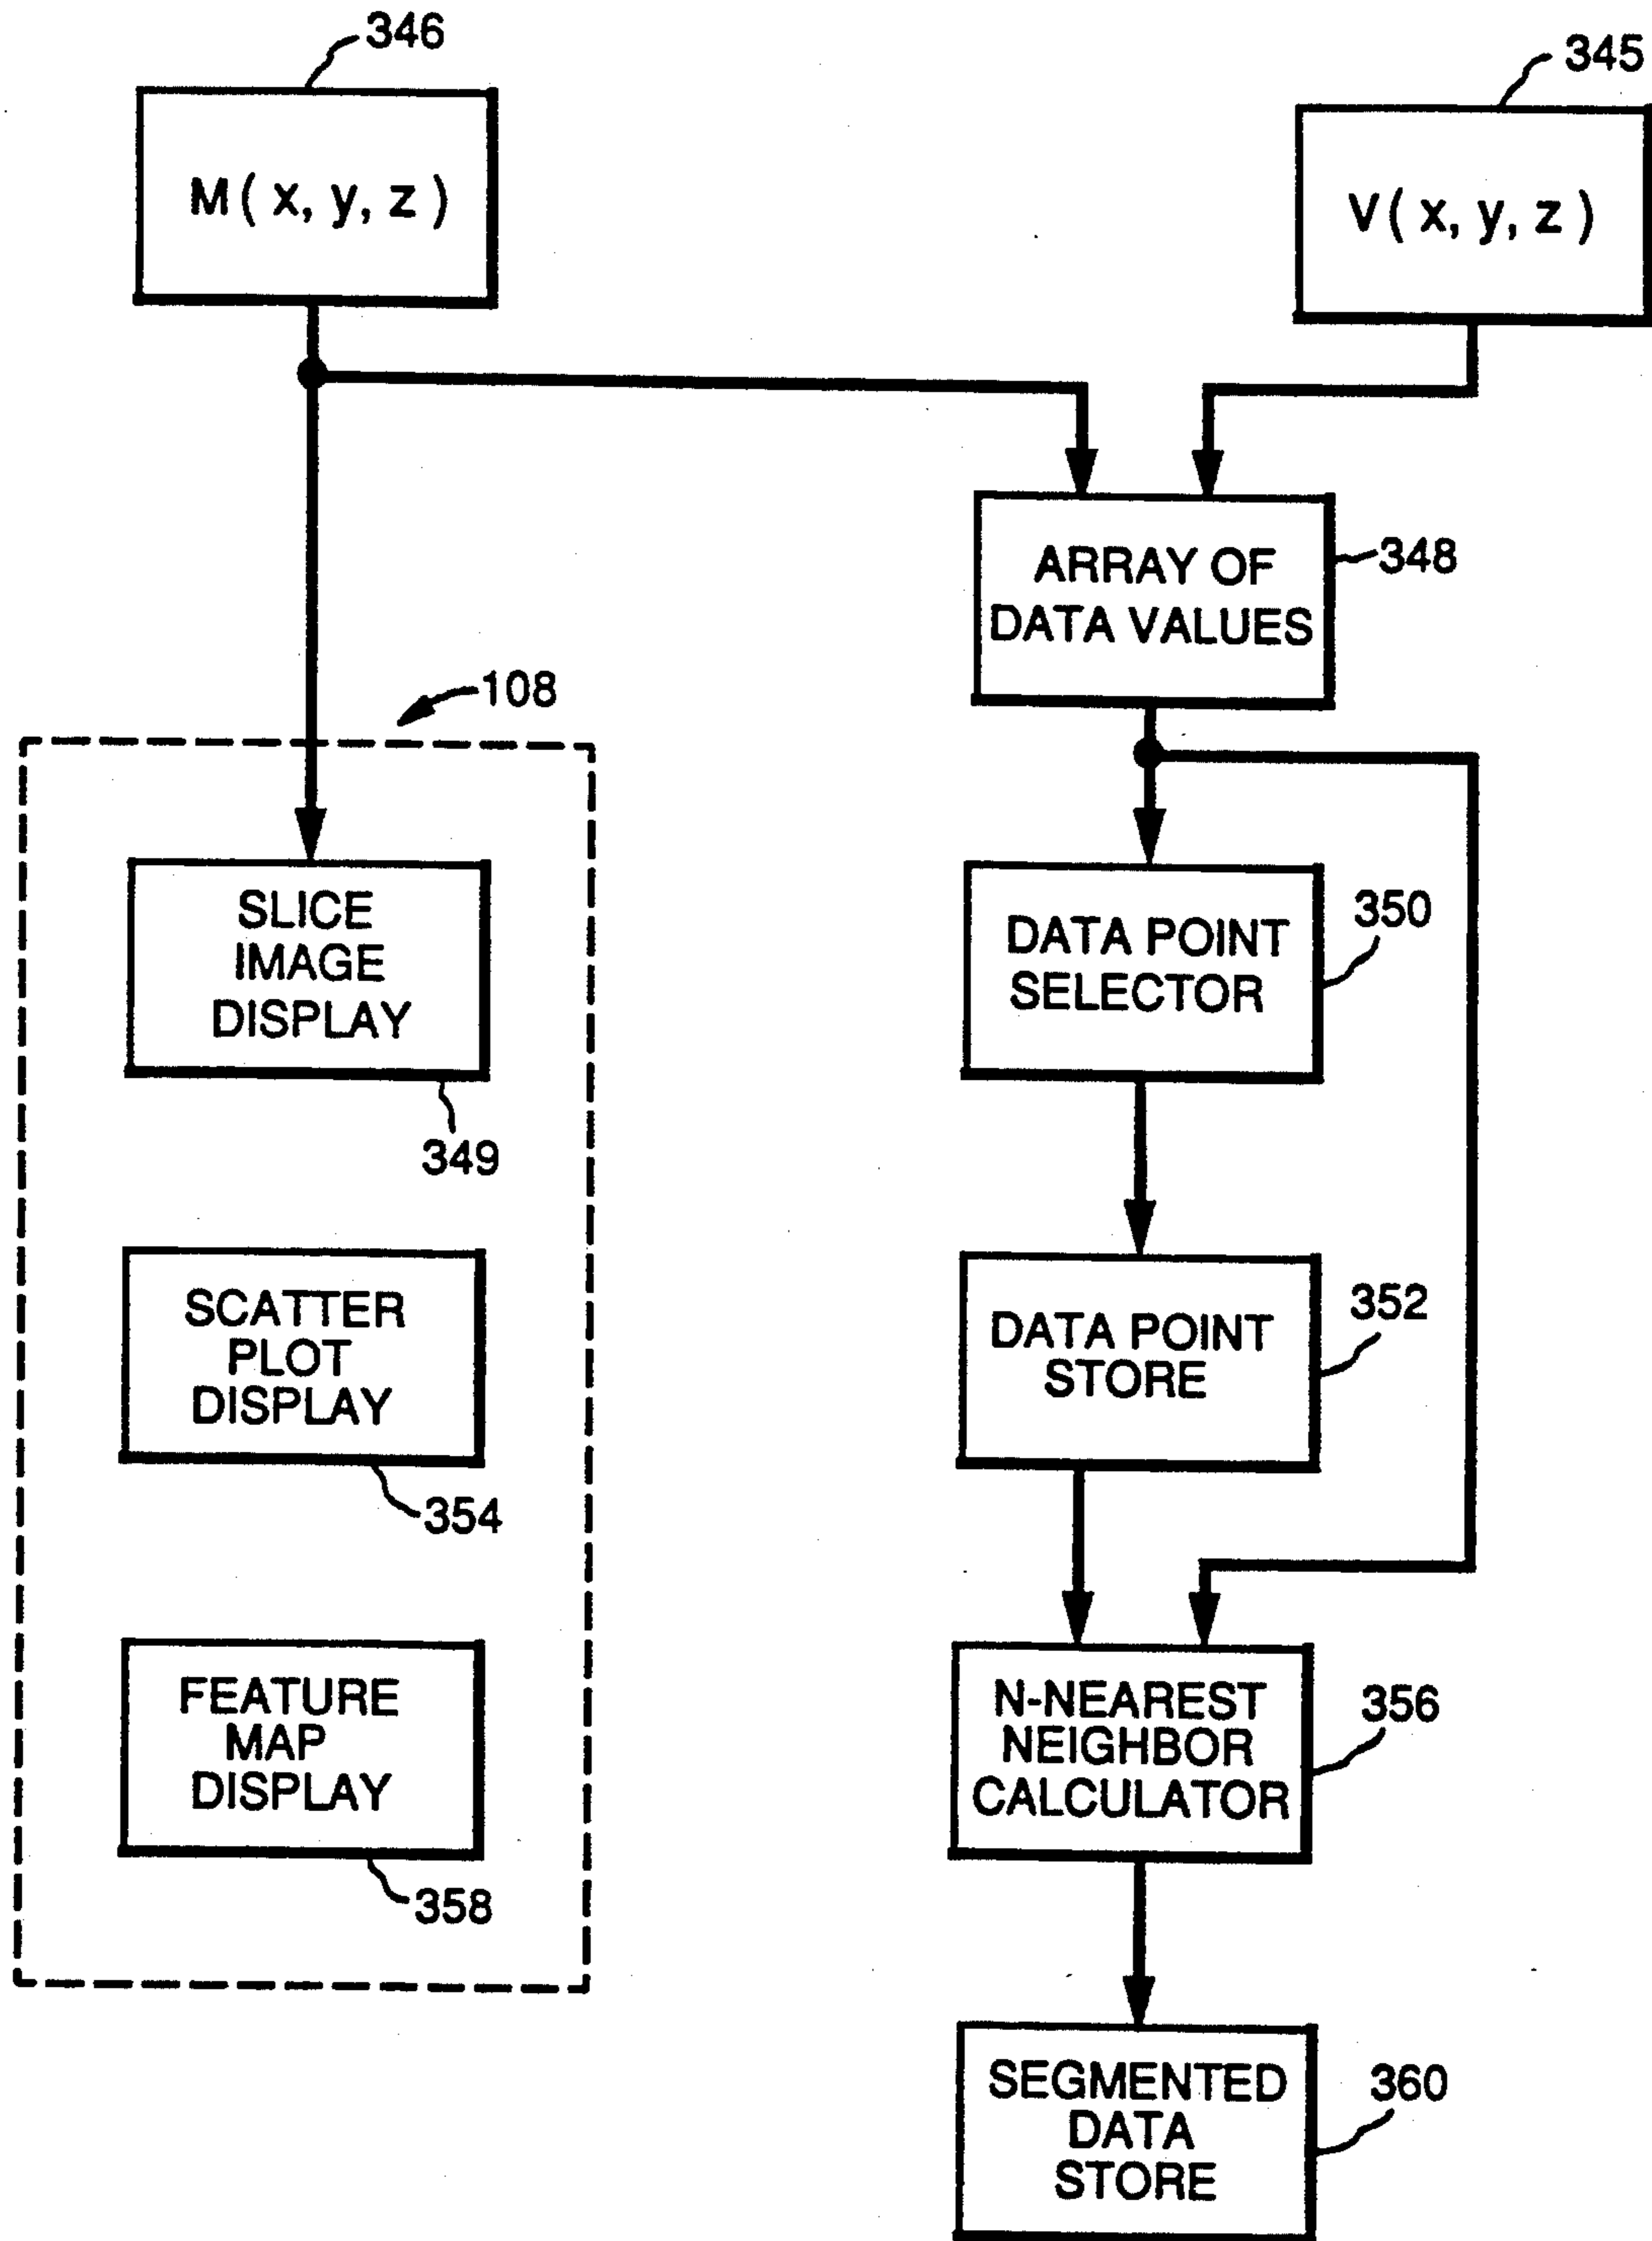 346
345
M ( x, y, z )
V ( x, y, z )
ARRAY OF
DATA VALUES
348
108
SLICE
IMAGE
DISPLAY
349
DATA POINT
SELECTOR
350
SCATTER
PLOT
DISPLAY
354
DATA POINT
STORE
352
FEATURE
MAP
DISPLAY
358
N-NEAREST
NEIGHBOR
CALCULATOR
356
SEGMENTED
DATA
STORE
360